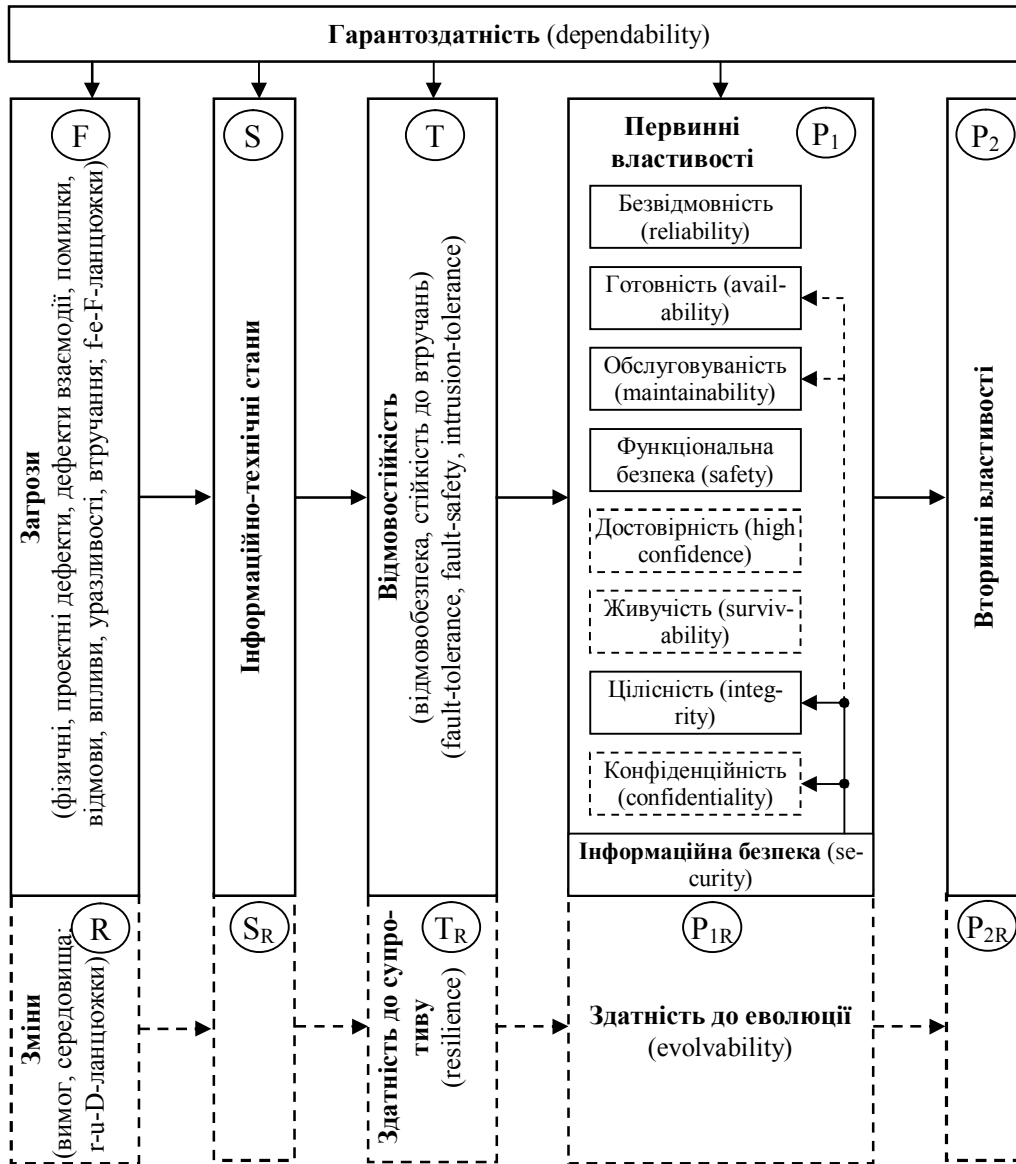 Гарантоздатність (dependability)
F
Загрози
(фізичні, проектні дефекти, дефекти взаємодії, помилки,
відмови, впливи, уразливості, втручання; f-e-F-ланцюжки)
S
Інформаційно-технічні стани
T
Відмовостійкість
(відмовобезпека, стійкість до втручань)
(fault-tolerance, fault-safety, intrusion-tolerance)
Первинні
властивості
P1
Безвідмовність
(reliability)
Готовність (avail-
ability)
Обслуговуваність
(maintainability)
Функціональна
безпека (safety)
Достовірність (high
confidence)
Живучість (surviv-
ability)
Цілісність (integ-
rity)
Конфіденційність
(confidentiality)
Інформаційна безпека (se-
curity)
P2
Вторинні властивості
R
Зміни
(вимог, середовища:
r-u-D-ланцюжки)
SR
TR
Здатність до супро-
тиву
(resilience)
P1R
Здатність до еволюції
(evolvability)
P2R